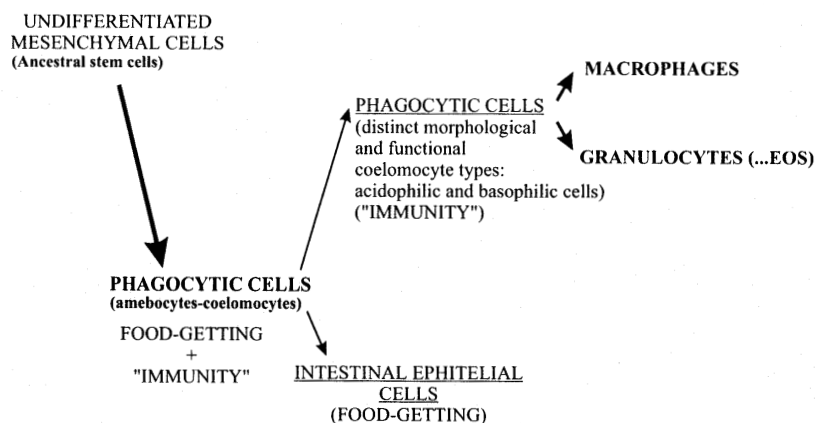 UNDIFFERENTIATED
MESENCHYMAL CELLS
(Ancestral stem cells)
MACROPHAGES
PHAGOCYTIC CELLS
(distinct morphological
and functional
coelomocyte types:
acidophilic and basophilic cells)
("IMMUNITY")
GRANULOCYTES (...EOS)
PHAGOCYTIC CELLS
(amebocytes-coelomocytes)
FOOD-GETTING
+
"IMMUNITY"
INTESTINAL EPHITELIAL
CELLS
(FOOD-GETTING)